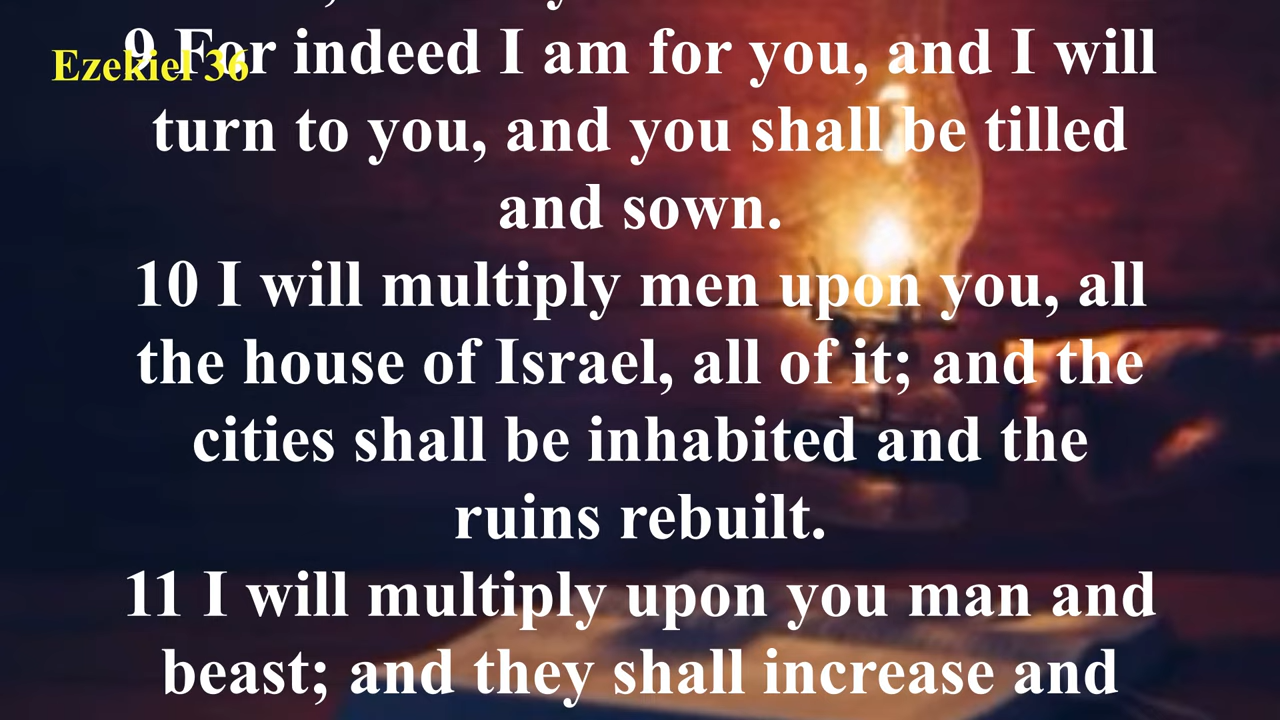 Ezekiel 36
9 For indeed I am for you, and I will
turn to you, and you shall be tilled
and sown.
10 I will multiply men upon you, all
the house of Israel, all of it; and the
cities shall be inhabited and the
ruins rebuilt.
11 I will multiply upon you man and
beast; and they shall increase and